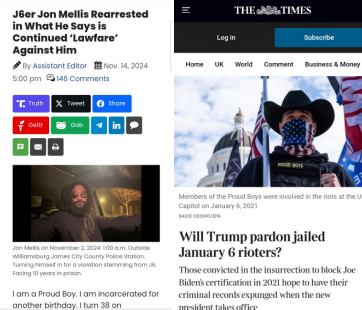 J6er Jon Mellis Rearrested
in What He Says is
Continued ‘Lawfare’
Against Him
By Assistant Editor Nov. 14, 2024
5:00 pm 146 Comments
Truth
Tweet
Share
Gettr
Gab
Jon Mellis on November 2, 2024. 1:00 a.m. Outside
Williamsburg James City County Police Station.
Turning himself in for a violation stemming from J6.
Facing 10 years in prison.
I am a Proud Boy. I am incarcerated for
another birthday. I turn 38 on
THE TIMES
Log in
Subscribe
Home UK World Comment Business & Money
PROUD BOYS
Members of the Proud Boys were involved in the riots at the U
Capitol on January 6, 2021
DAVID ODISHO/EPA
Will Trump pardon jailed
January 6 rioters?
Those convicted in the insurrection to block Joe
Biden’s certification in 2021 hope to have their
criminal records expunged when the new
president takes office